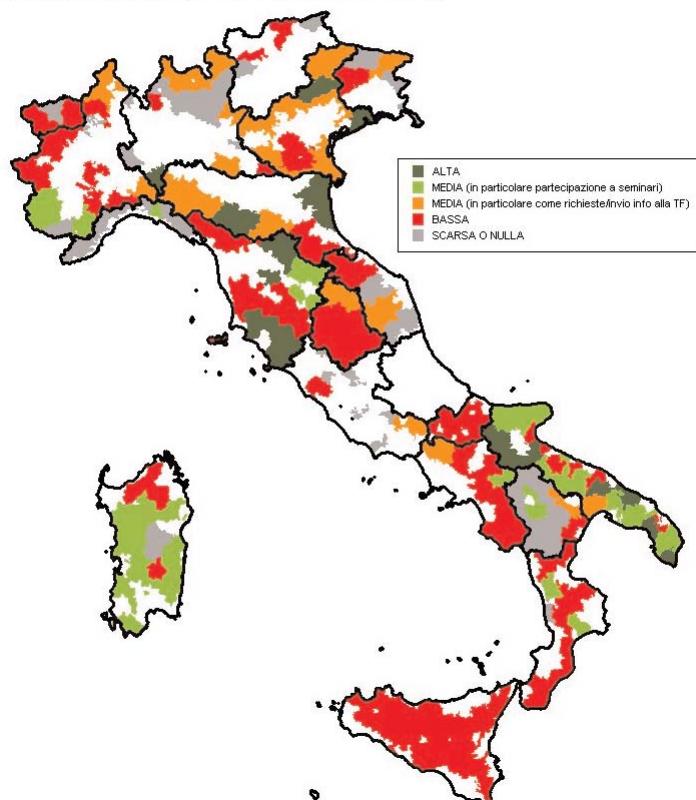 ALTA
MEDIA (in particolare partecipazione a seminari)
MEDIA (in particolare come richieste/invio info alla TF)
BASSA
SCARSA O NULLA